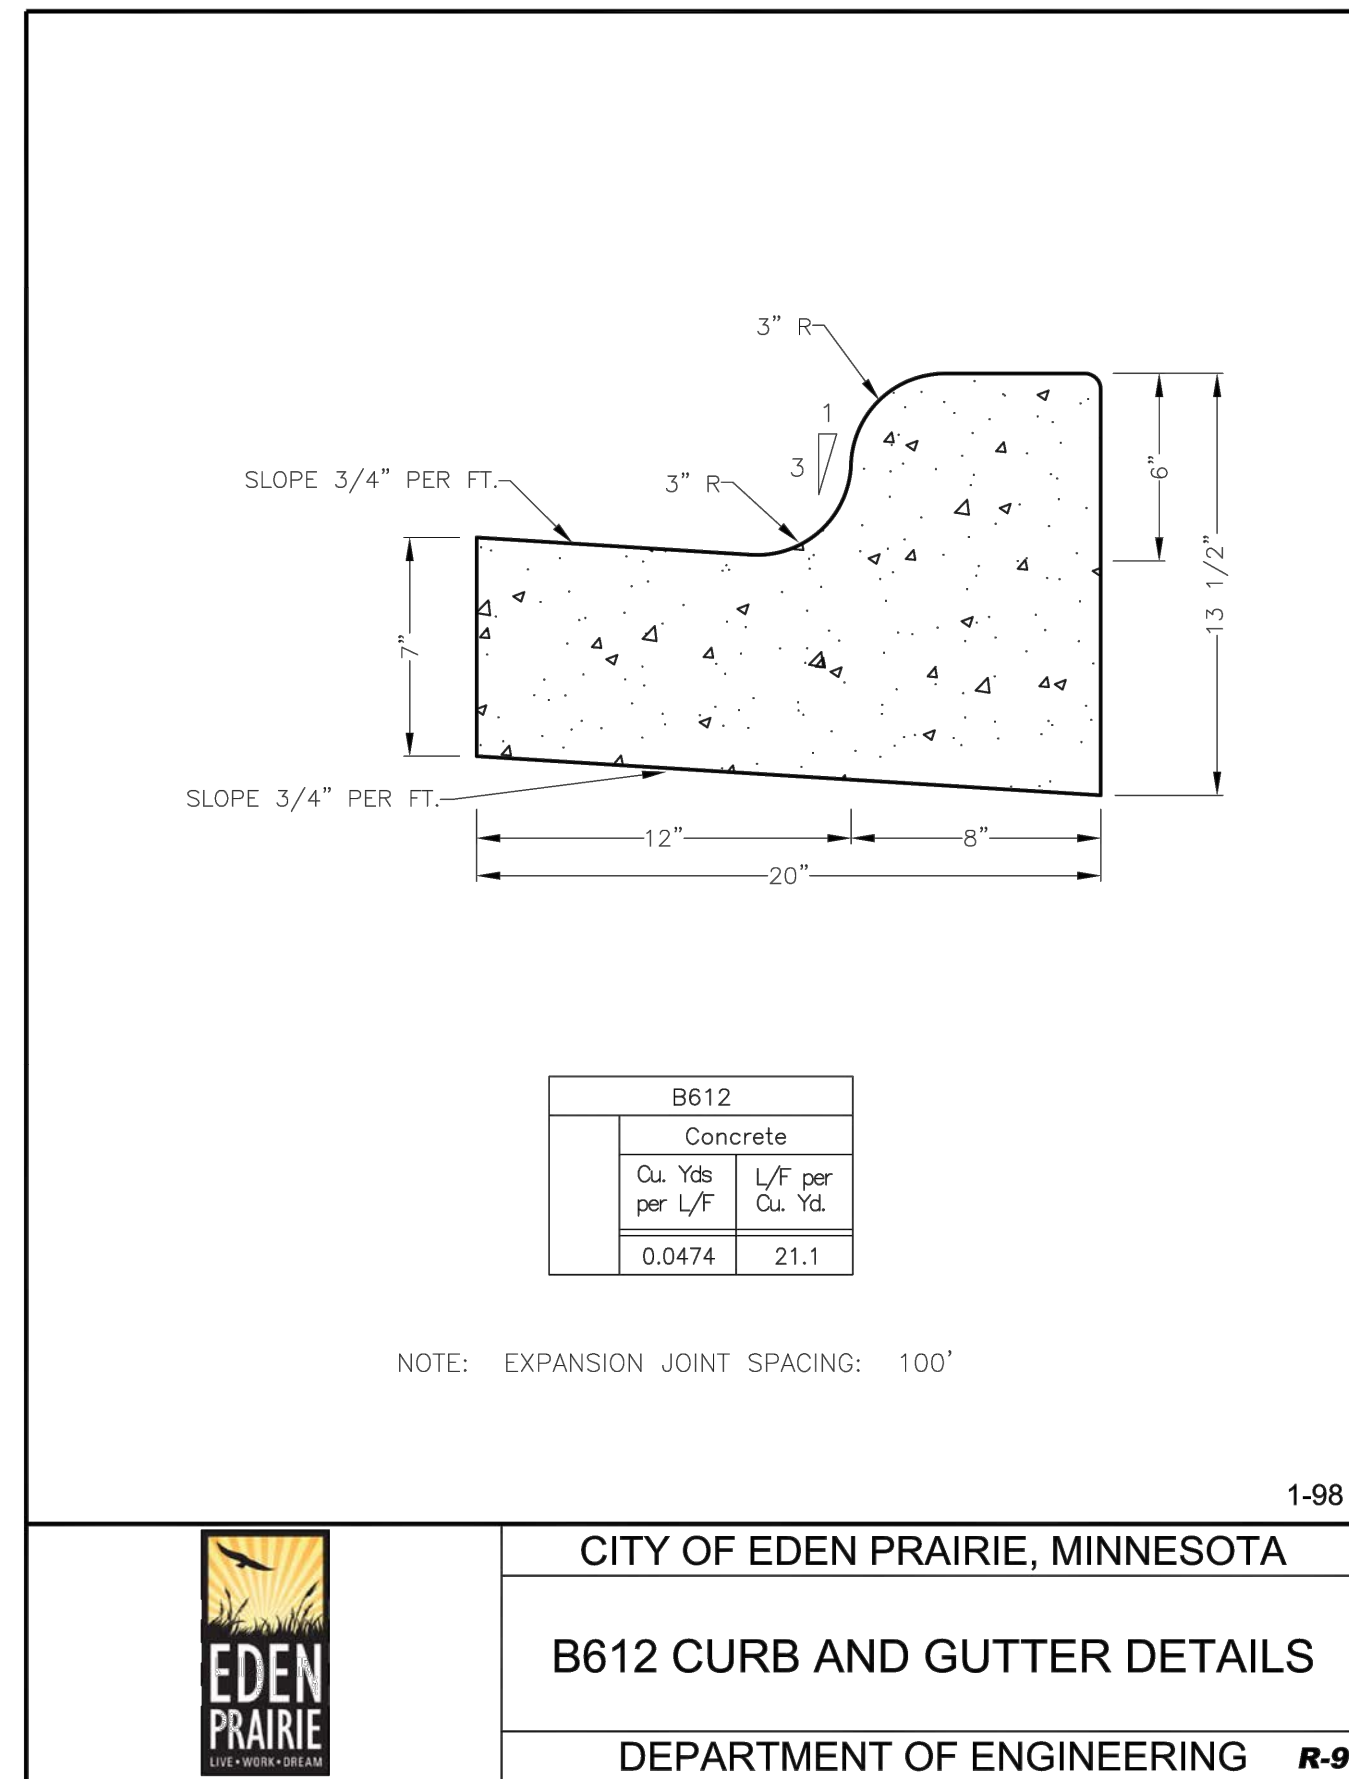 3” R
1
3
SLOPE 3/4” PER FT.
3” R
6”
13 1/2”
7”
SLOPE 3/4” PER FT.
12”
8”
20”
B612
Concrete
Cu. Yds
per L/F
L/F per
Cu. Yd.
0.0474
21.1
NOTE: EXPANSION JOINT SPACING: 100’
1-98
EDEN
PRAIRIE
LIVE•WORK•DREAM
CITY OF EDEN PRAIRIE, MINNESOTA
B612 CURB AND GUTTER DETAILS
DEPARTMENT OF ENGINEERING R-9